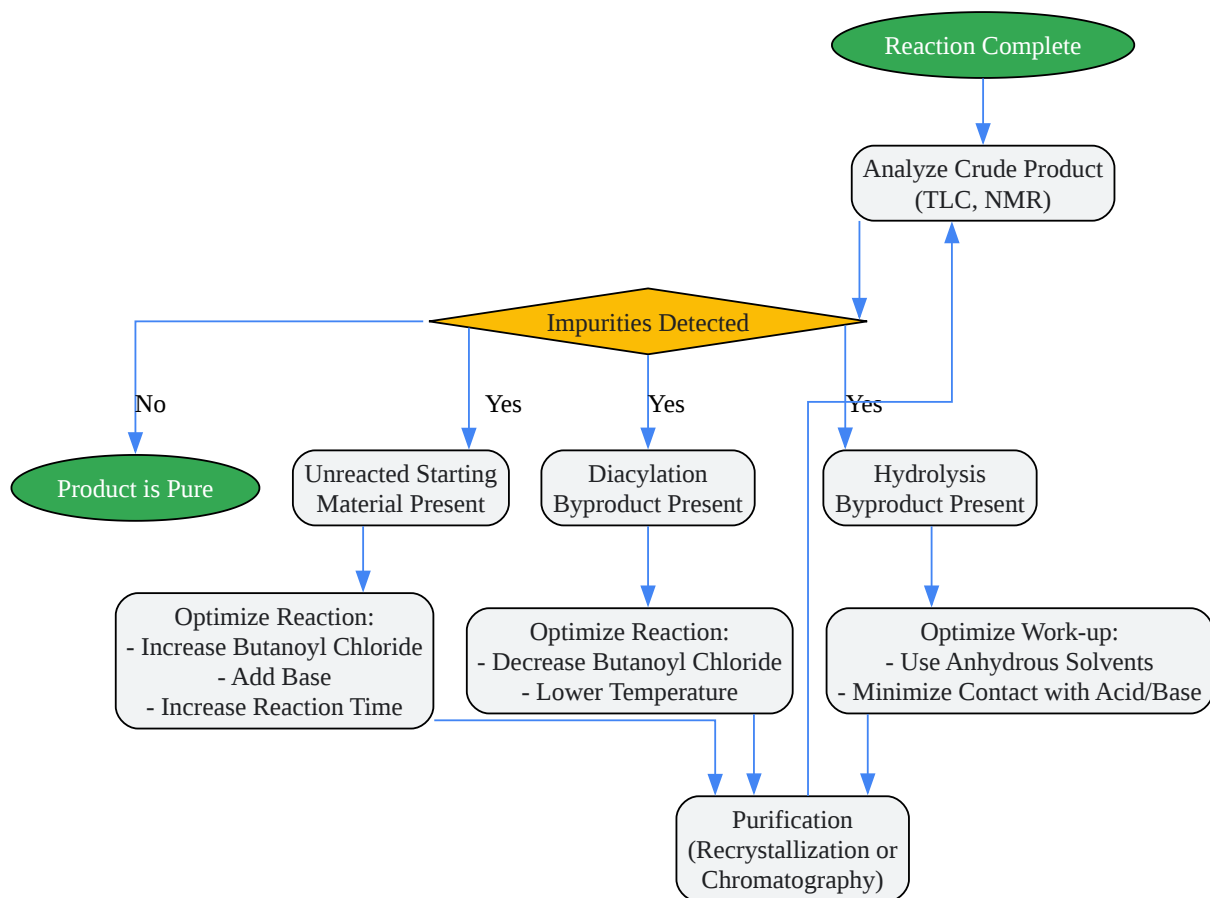 Reaction Complete
Analyze Crude Product
(TLC, NMR)
Impurities Detected
No
Yes
Yes
Yes
Product is Pure
Unreacted Starting
Material Present
Diacylation
Byproduct Present
Hydrolysis
Byproduct Present
Optimize Reaction:
- Increase Butanoyl Chloride
- Add Base
- Increase Reaction Time
Optimize Reaction:
- Decrease Butanoyl Chloride
- Lower Temperature
Optimize Work-up:
- Use Anhydrous Solvents
- Minimize Contact with Acid/Base
Purification
(Recrystallization or
Chromatography)